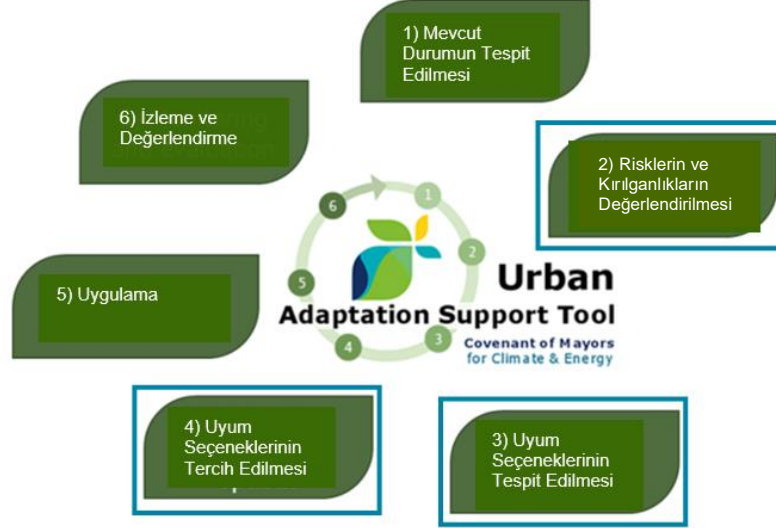 1) Mevcut
Durumun Tespit
Edilmesi
2) Risklerin ve
Kırılganlıkların
Değerlendirilmesi
3) Uyum
Seçeneklerinin
Tespit Edilmesi
4) Uyum
Seçeneklerinin
Tercih Edilmesi
5) Uygulama
6) İzleme ve
Değerlendirme
1
2
3
4
5
6
Urban
Adaptation Support Tool
Covenant of Mayors
for Climate & Energy